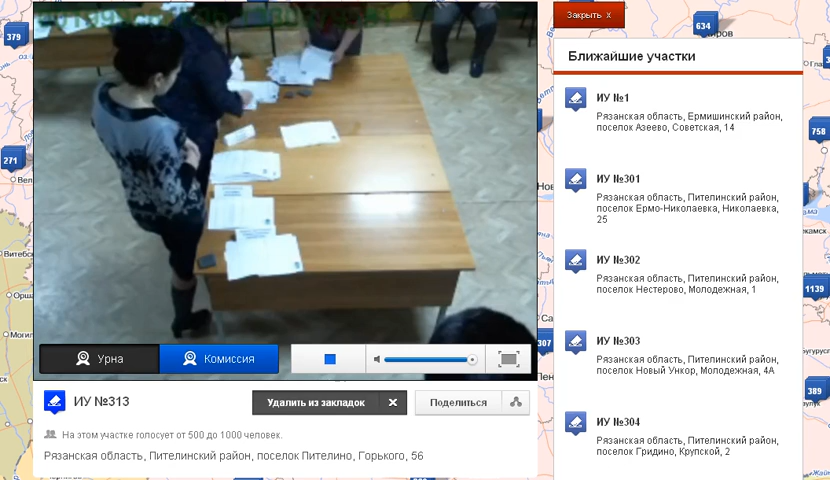 379
271
634
758
1139
307
389
Закрыть x
Ближайшие участки
ИУ №1
Рязанская область, Ермишинский район,
поселок Азеево, Советская, 14
ИУ №301
Рязанская область, Пителинский район,
поселок Ермо-Николаевка, Николаевка,
25
ИУ №302
Рязанская область, Пителинский район,
поселок Нестерово, Молодежная, 1
ИУ №303
Рязанская область, Пителинский район,
поселок Новый Ункор, Молодежная, 4А
ИУ №304
Рязанская область, Пителинский район,
поселок Гридино, Крупской, 2
Урна
Комиссия
ИУ №313
Удалить из закладок
Поделиться
На этом участке голосует от 500 до 1000 человек.
Рязанская область, Пителинский район, поселок Пителино, Горького, 56